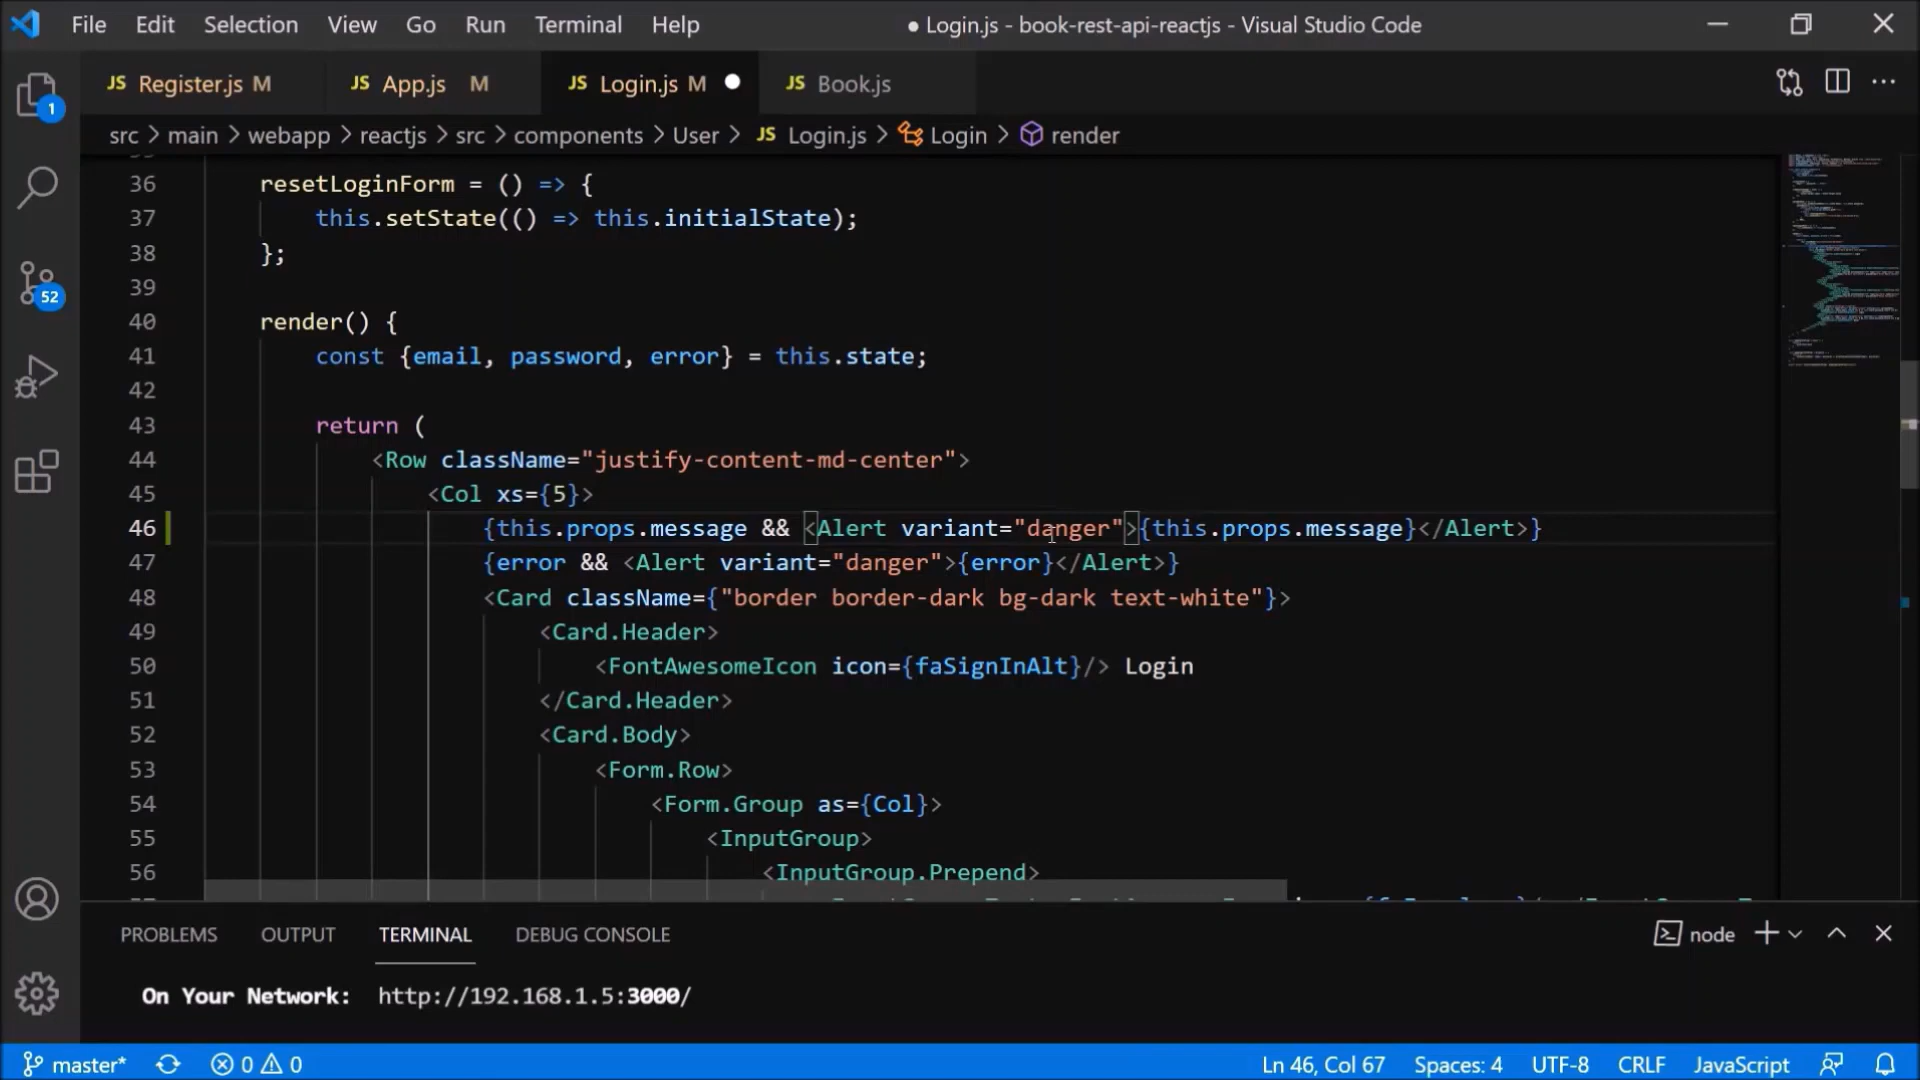 File Edit Selection View Go Run Terminal Help ● Login.js - book-rest-api-reactjs - Visual Studio Code
JS Register.js M JS App.js M JS Login.js M JS Book.js
src > main > webapp > reactjs > src > components > User > JS Login.js > Login > render
1
52
36 resetLoginForm = () => {
37 this.setState(() => this.initialState);
38 };
39
40 render() {
41 const {email, password, error} = this.state;
42
43 return (
44 <Row className="justify-content-md-center">
45 <Col xs={5}>
46 {this.props.message && <Alert variant="danger">{this.props.message}</Alert>}
47 {error && <Alert variant="danger">{error}</Alert>}
48 <Card className={"border border-dark bg-dark text-white"}>
49 <Card.Header>
50 <FontAwesomeIcon icon={faSignInAlt}/> Login
51 </Card.Header>
52 <Card.Body>
53 <Form.Row>
54 <Form.Group as={Col}>
55 <InputGroup>
56 <InputGroup.Prepend>
PROBLEMS OUTPUT TERMINAL DEBUG CONSOLE node
On Your Network: http://192.168.1.5:3000/
master* 0 0 Ln 46, Col 67 Spaces: 4 UTF-8 CRLF JavaScript